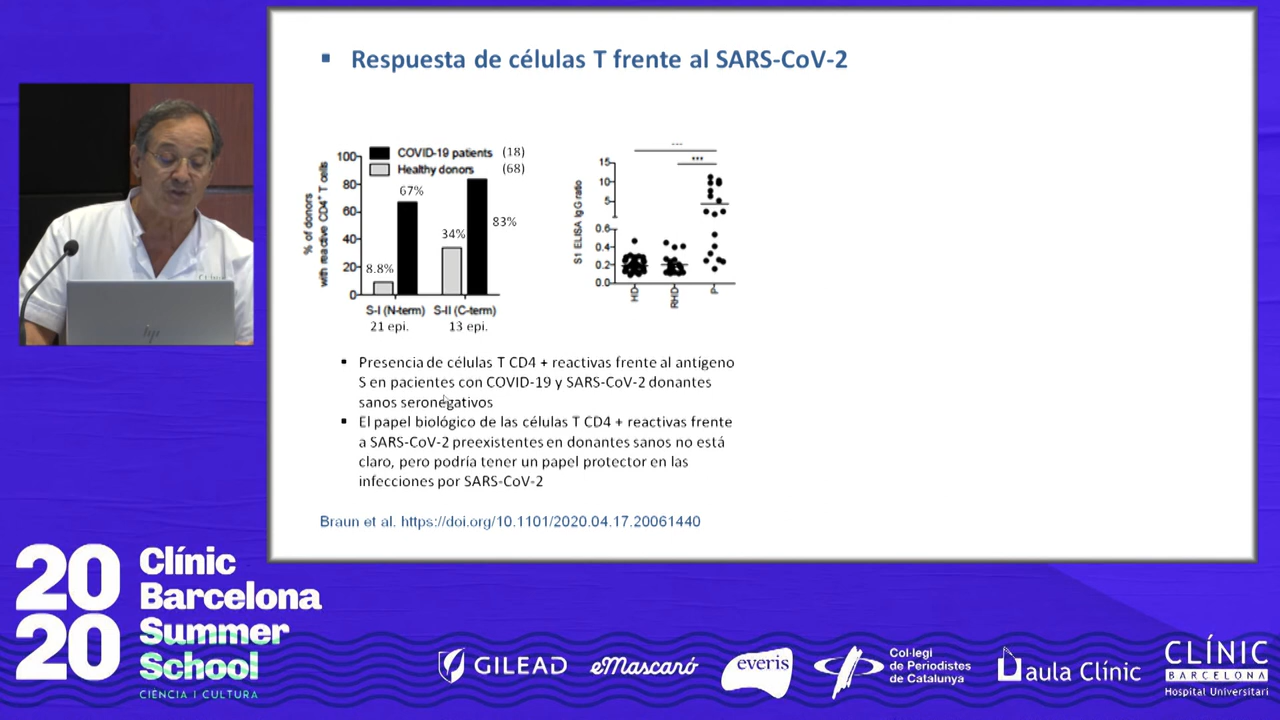 ▪ Respuesta de células T frente al SARS-CoV-2
COVID-19 patients (18)
Healthy donors (68)
% of donors
with reactive CD4+ T cells
100
80
60
40
20
0
67%
83%
34%
8.8%
S-I (N-term) S-II (C-term)
21 epi. 13 epi.
S1 ELISA IgG ratio
15
10
5
0.6
0.4
0.2
0.0
***
HD
RHD
P
▪ Presencia de células T CD4 + reactivas frente al antígeno
S en pacientes con COVID-19 y SARS-CoV-2 donantes
sanos seronegativos
▪ El papel biológico de las células T CD4 + reactivas frente
a SARS-CoV-2 preexistentes en donantes sanos no está
claro, pero podría tener un papel protector en las
infecciones por SARS-CoV-2
Braun et al. https://doi.org/10.1101/2020.04.17.20061440
hp
2020
Clínic
Barcelona
Summer
School
CIÈNCIA I CULTURA
GILEAD
eMascaró
everis
Col·legi
de Periodistes
de Catalunya
aula Clínic
CLÍNIC
BARCELONA
Hospital Universitari